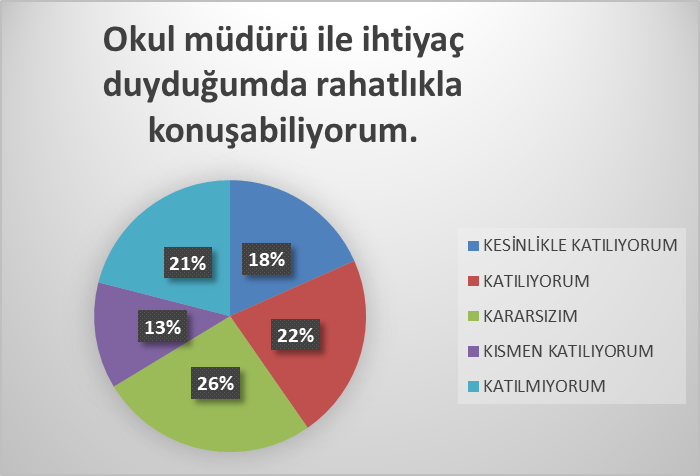 Okul müdürü ile ihtiyaç
duyduğumda rahatlıkla
konuşabiliyorum.
18%
22%
26%
13%
21%
KESİNLİKLE KATILIYORUM
KATILIYORUM
KARARSIZIM
KISMEN KATILIYORUM
KATILMIYORUM